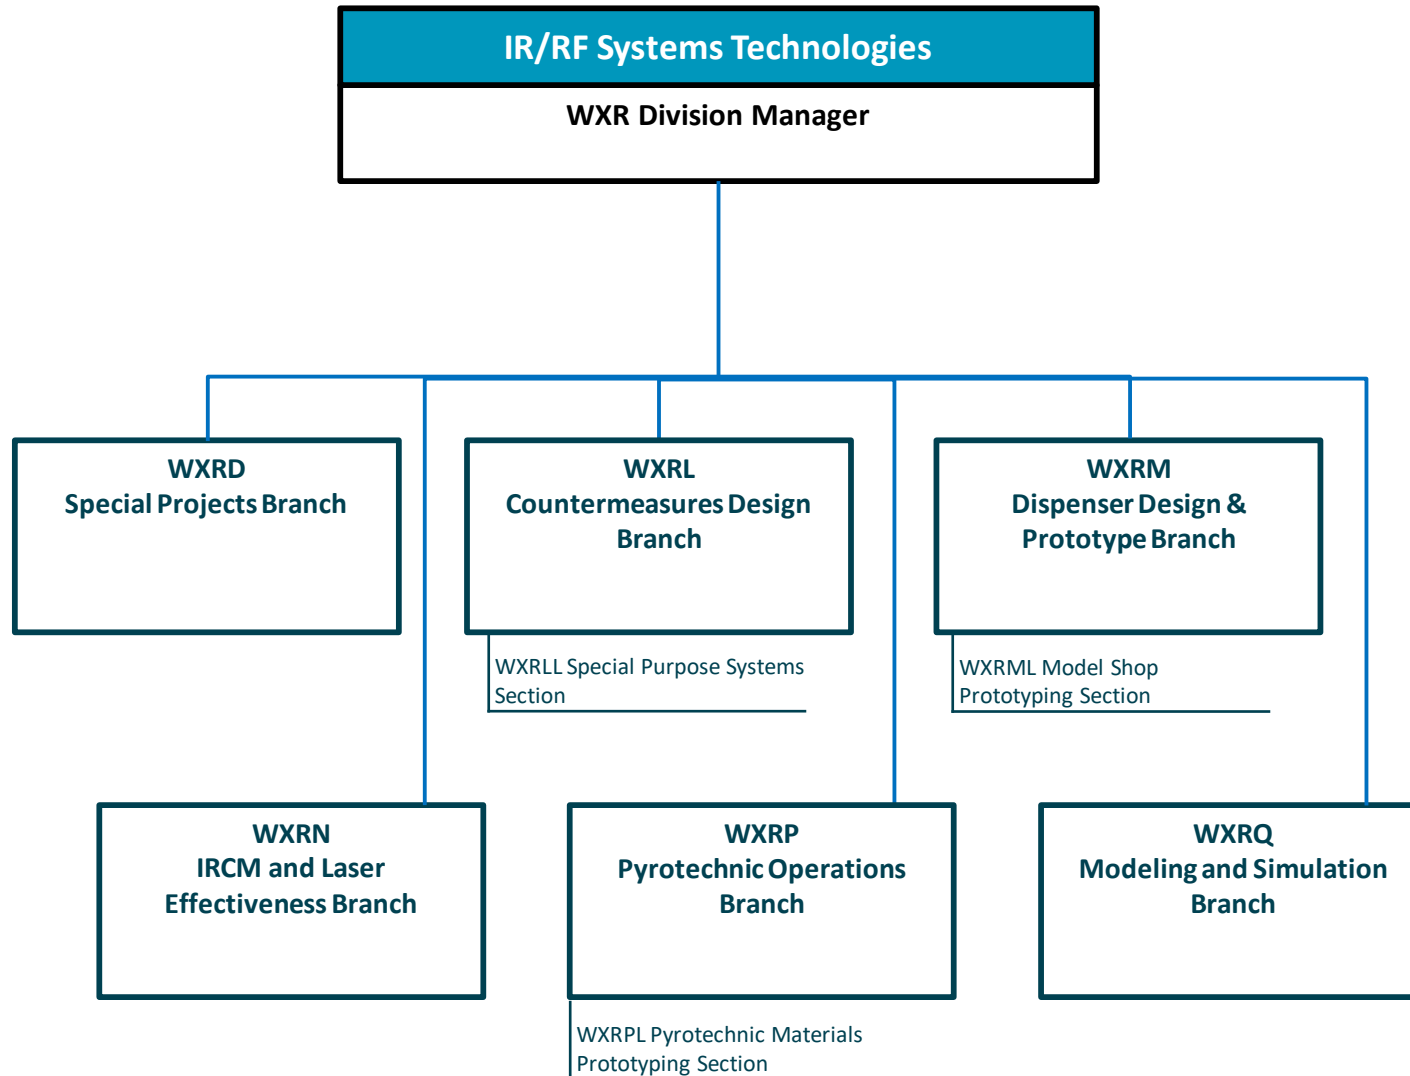 IR/RF Systems Technologies
WXR Division Manager
WXRD
Special Projects Branch
WXRL
Countermeasures Design
Branch
WXRM
Dispenser Design &
Prototype Branch
WXRLL Special Purpose Systems
Section
WXRML Model Shop
Prototyping Section
WXRN
IRCM and Laser
Effectiveness Branch
WXRP
Pyrotechnic Operations
Branch
WXRQ
Modeling and Simulation
Branch
WXRPL Pyrotechnic Materials
Prototyping Section